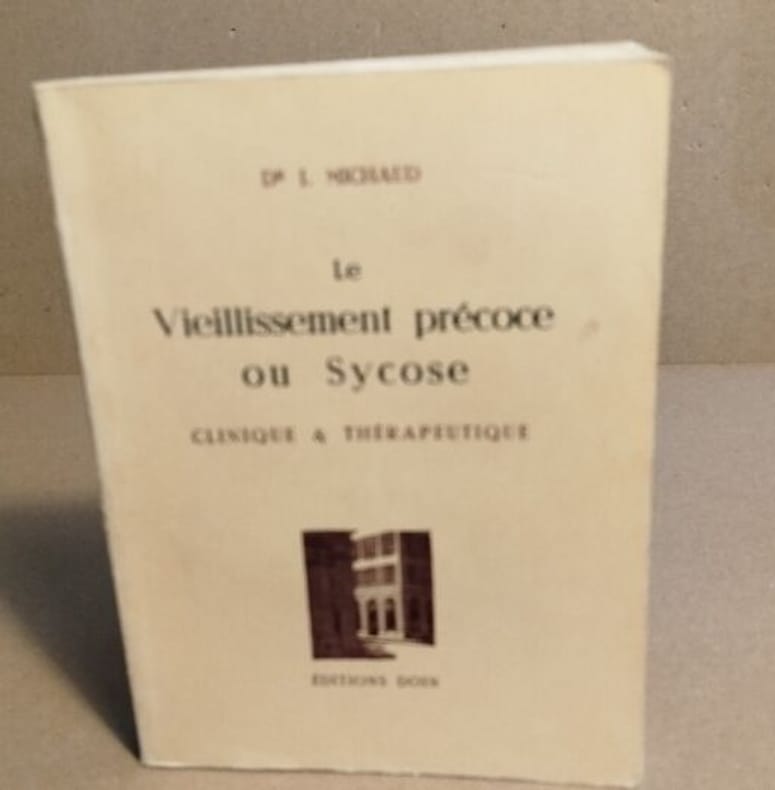 Dr J. MICHAUD
Le
Vieillissement précoce
ou Sycose
CLINIQUE & THÉRAPEUTIQUE
ÉDITIONS DOIN